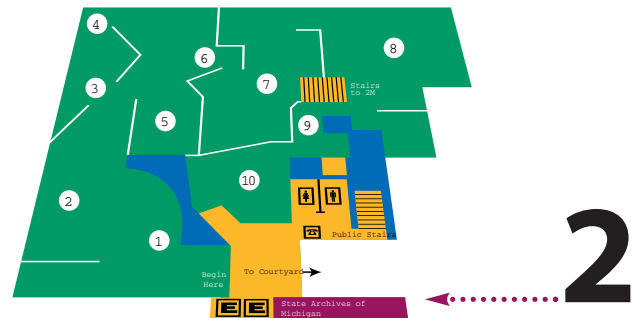 4
8
6
7
3
Stairs
to 2M
5
9
10
2
1
Public Stairs
Begin
Here
To Courtyard
E E
State Archives of
Michigan
2